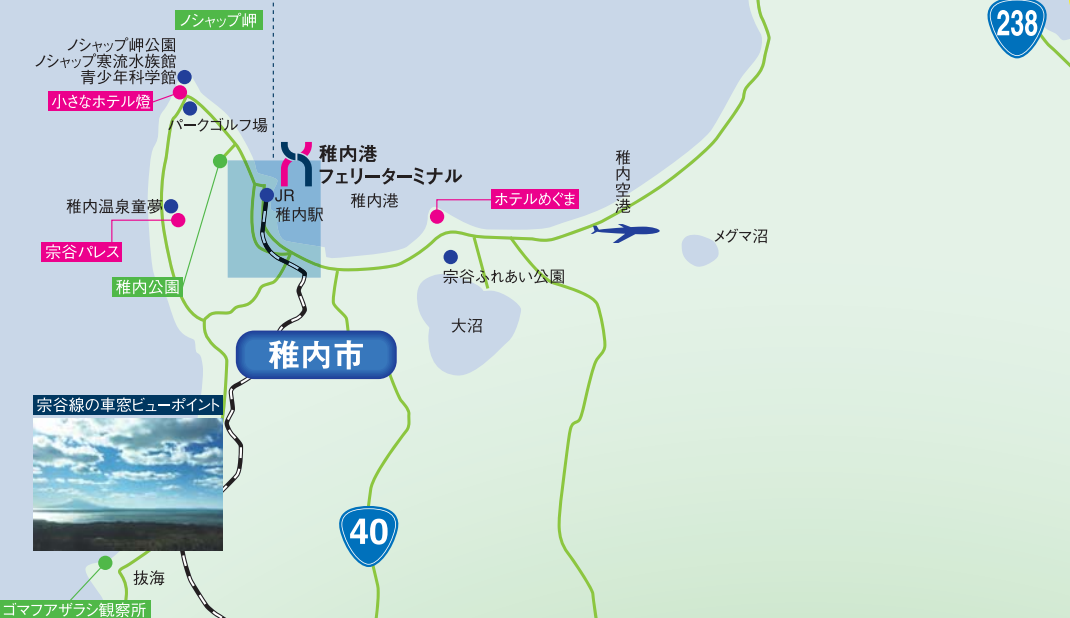 ノシャップ岬
238
ノシャップ岬公園
ノシャップ寒流水族館
青少年科学館
小さなホテル燈
パークゴルフ場
稚内港
フェリーターミナル
JR
稚内駅
稚内港
稚内空港
ホテルめぐま
メグマ沼
稚内温泉童夢
宗谷パレス
宗谷ふれあい公園
稚内公園
大沼
稚内市
宗谷線の車窓ビューポイント
40
抜海
ゴマフアザラシ観察所